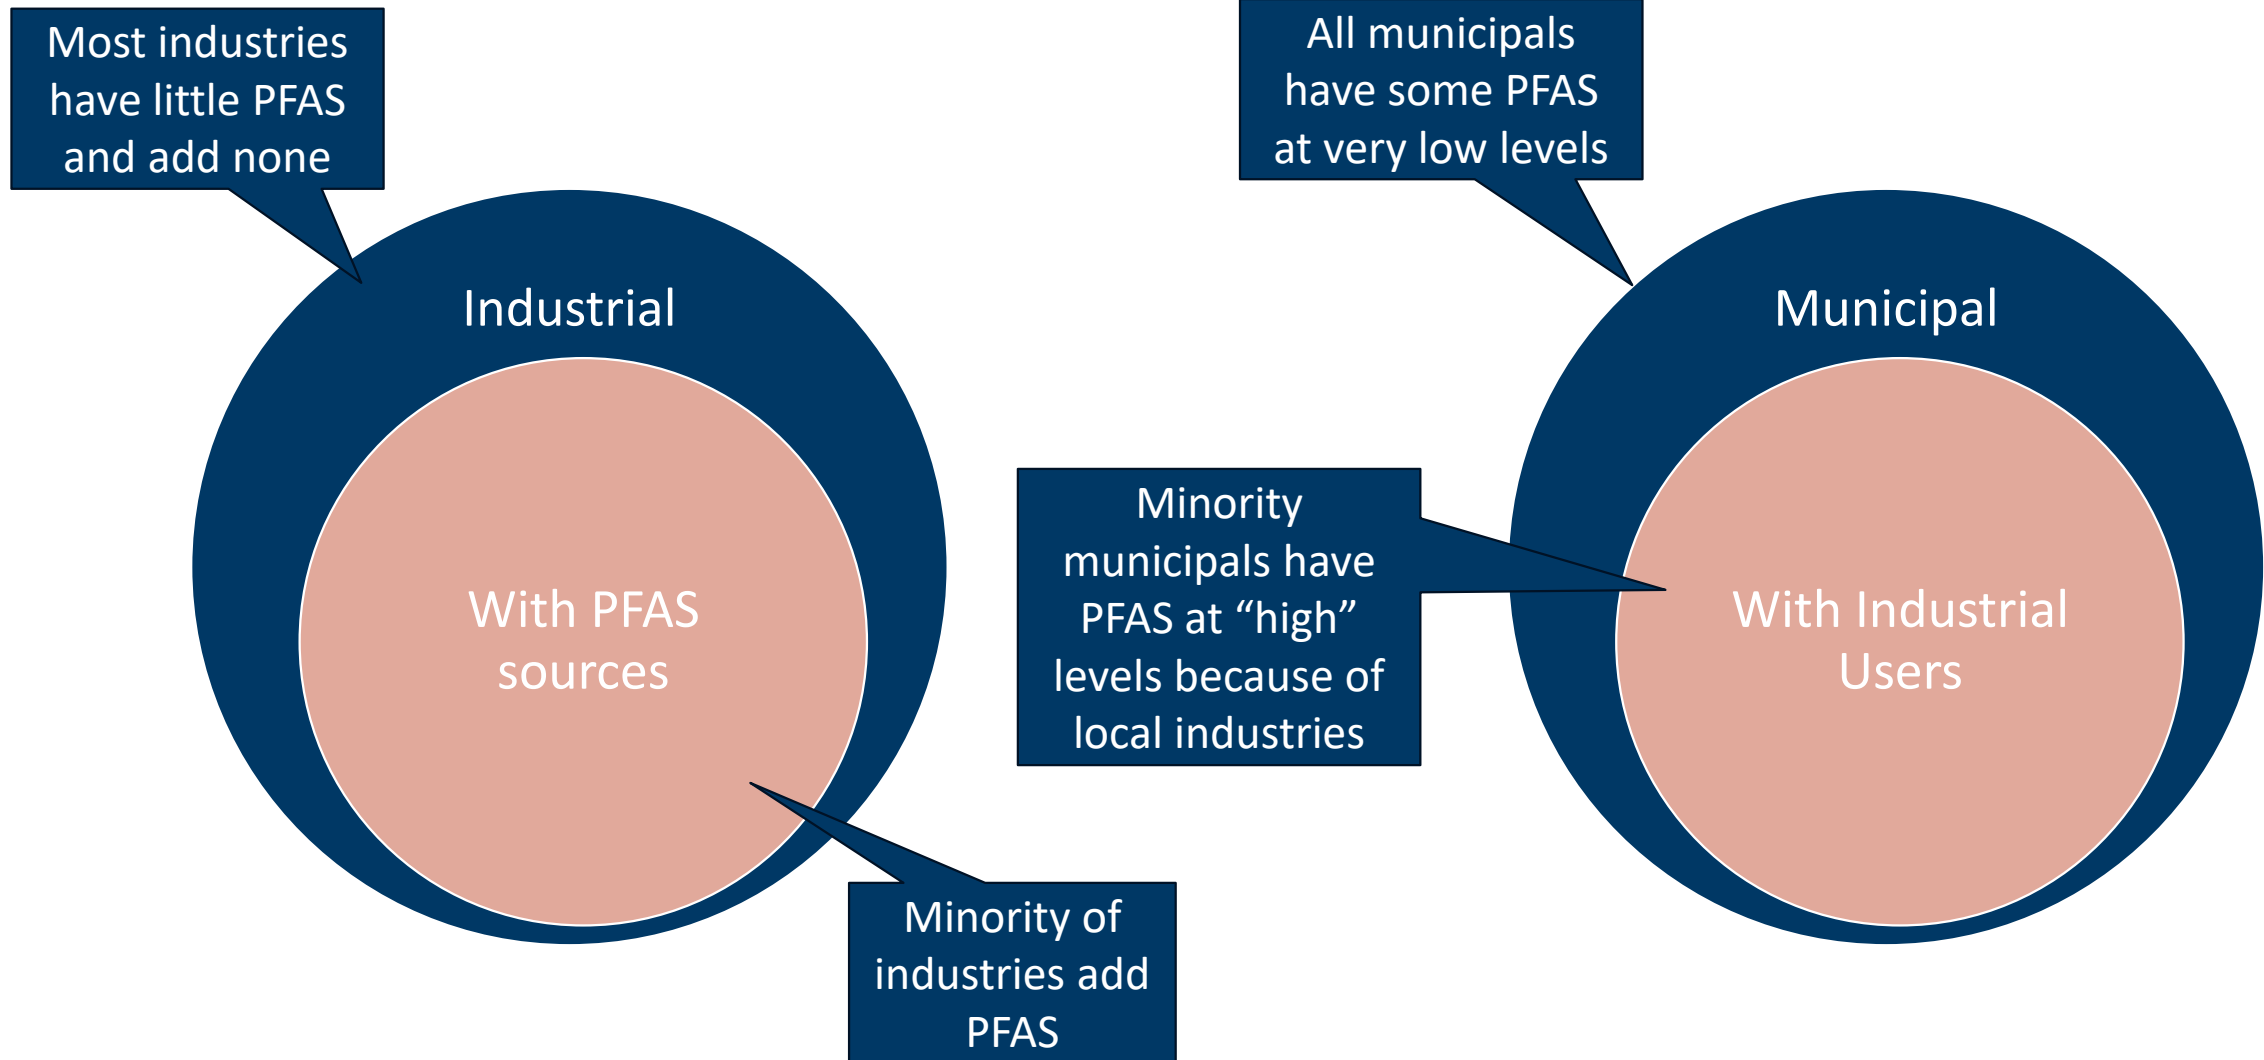 Most industries
have little PFAS
and add none
Industrial
With PFAS
sources
Minority of
industries add
PFAS
All municipals
have some PFAS
at very low levels
Municipal
Minority
municipals have
PFAS at “high”
levels because of
local industries
With Industrial
Users